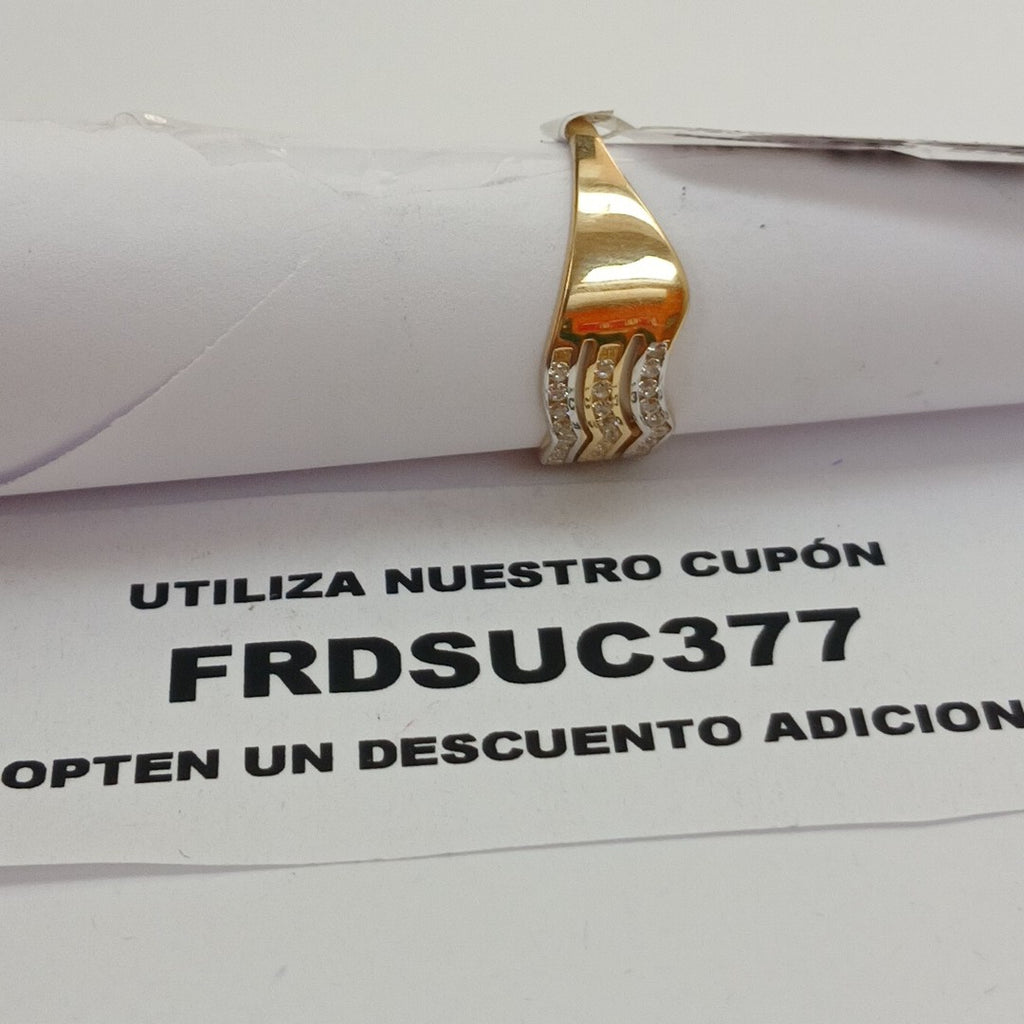 UTILIZA NUESTRO CUPÓN
FRDSUC377
OPTEN UN DESCUENTO ADICION